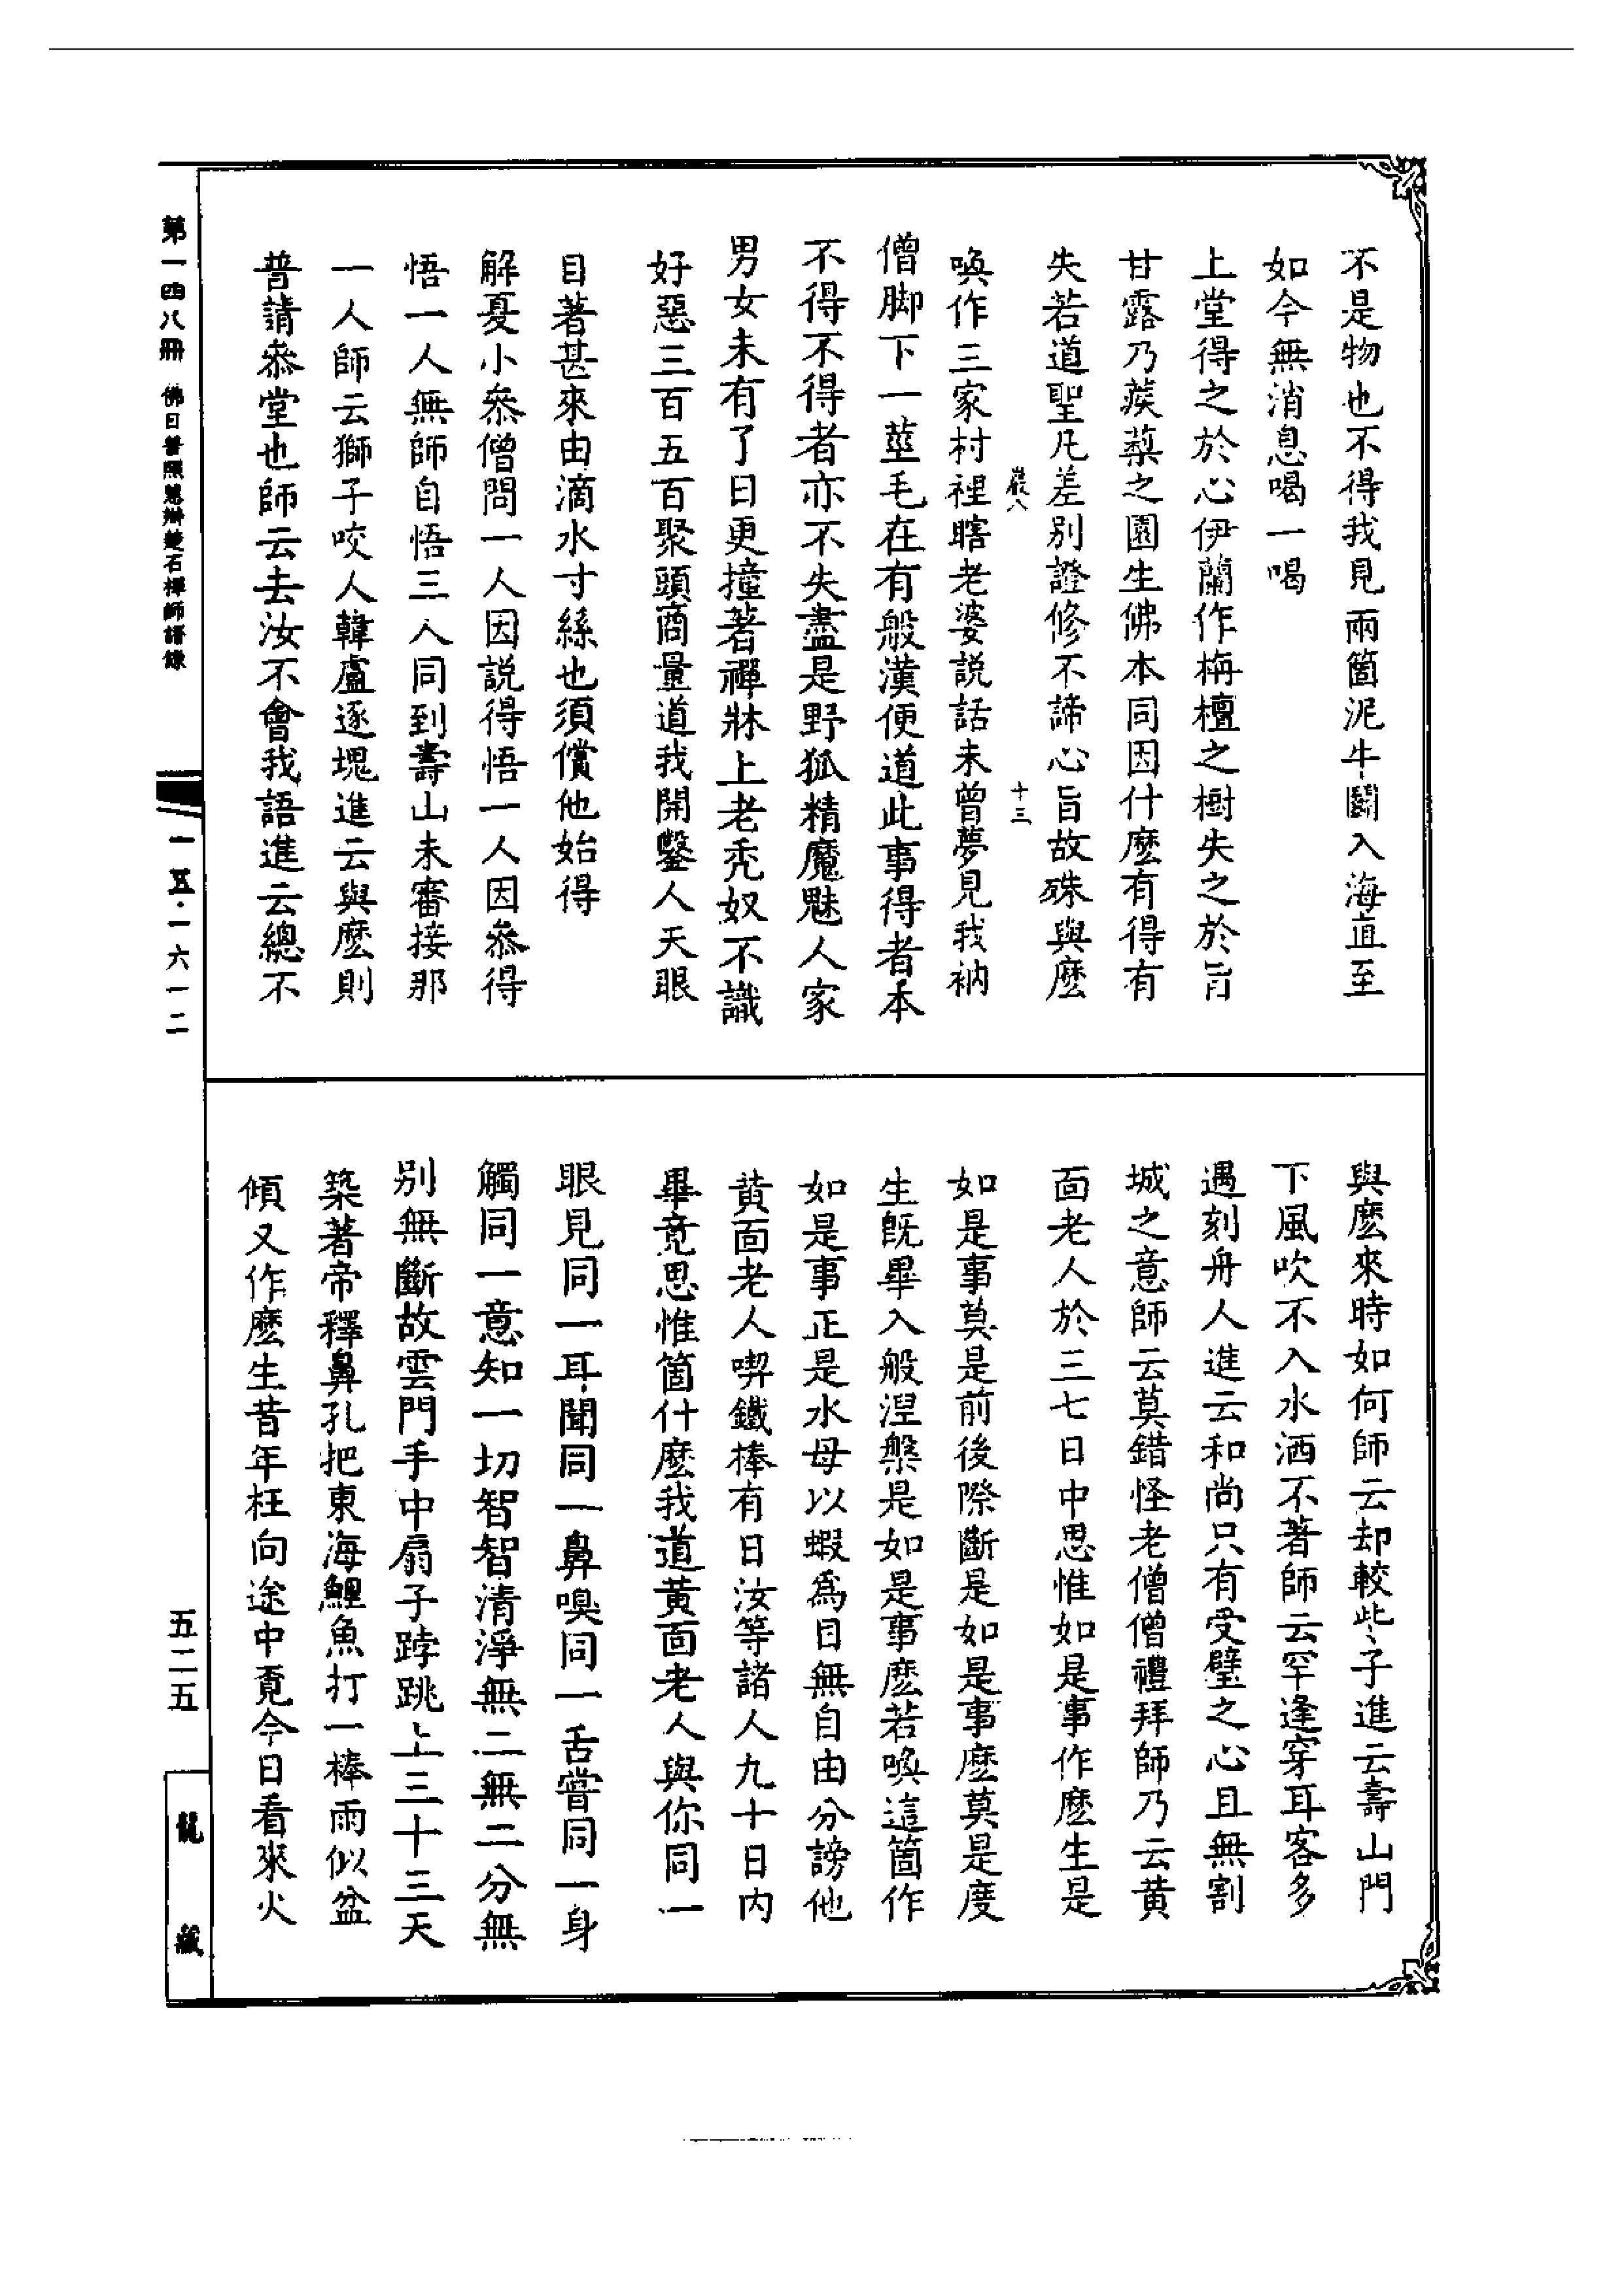 不是物也不得我見兩箇泥牛鬪入海直至
如今無消息喝一喝
上堂得之於心伊蘭作栴檀之樹失之於旨
甘露乃蒺藜之園生佛本同因什麼有得有
失若道聖凡差別證修不諦心旨故殊與麼
巖八
十三
喚作三家村裡瞎老婆説話未曾夢見我衲
僧脚下一莖毛在有般漢便道此事得者本
不得不得者亦不失盡是野狐精魔魅人家
男女未有了日更撞著禪牀上老禿奴不識
好惡三百五百聚頭商量道我開鑿人天眼
目著甚來由滴水寸絲也須償他始得
解憂小叅僧問一人因説得悟一人因叅得
悟一人無師自悟三人同到壽山未審接那
一人師云獅子咬人韓盧逐塊進云與麼則
普請叅堂也師云去汝不會我語進云總不
與麼來時如何師云却較些子進云壽山門
下風吹不入水洒不著師云罕逢穿耳客多
遇刻舟人進云和尚只有受璧之心且無割
城之意師云莫錯怪老僧僧禮拜師乃云黃
面老人於三七日中思惟如是事作麼生是
如是事莫是前後際斷是如是事麼莫是度
生既畢入般涅槃是如是事麼若喚這箇作
如是事正是水母以蝦爲目無自由分謗他
黃面老人喫鐵棒有日汝等諸人九十日內
畢竟思惟箇什麼我道黃面老人與你同一
眼見同一耳聞同一鼻嗅同一舌嘗同一身
觸同一意知一切智智清淨無二無二分無
別無斷故雲門手中扇子踍跳上三十三天
築著帝釋鼻孔把東海鯉魚打一棒雨似盆
傾又作麼生昔年枉向途中覔今日看來火
第一四八冊 佛日普照慧辯楚石禪師語錄
一五·一六一二
五二五
龍藏